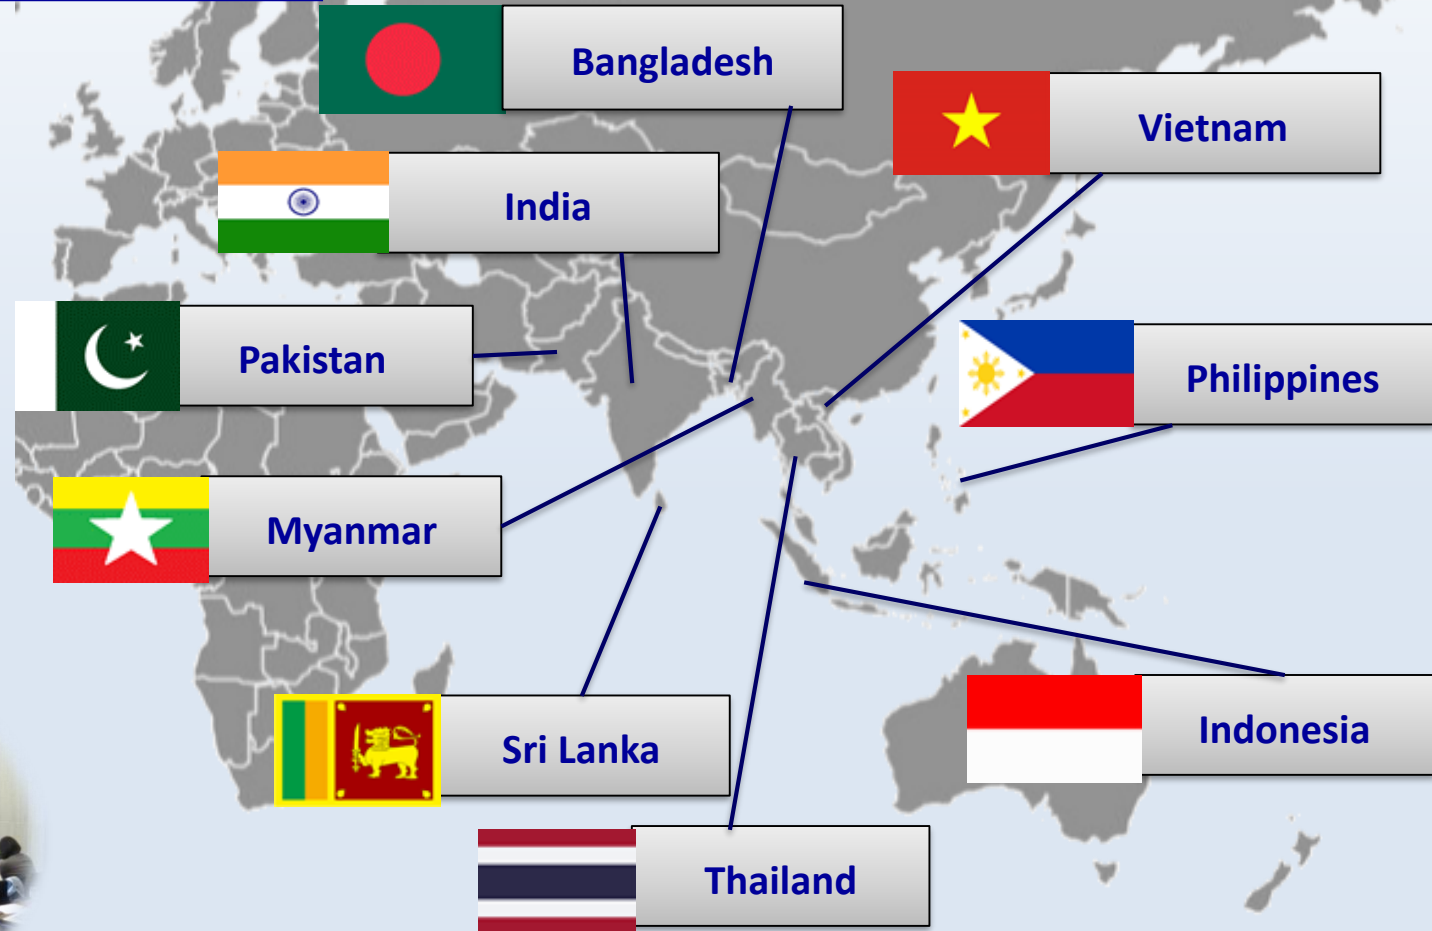 Bangladesh
Vietnam
India
Pakistan
Philippines
Myanmar
Sri Lanka
Indonesia
Thailand